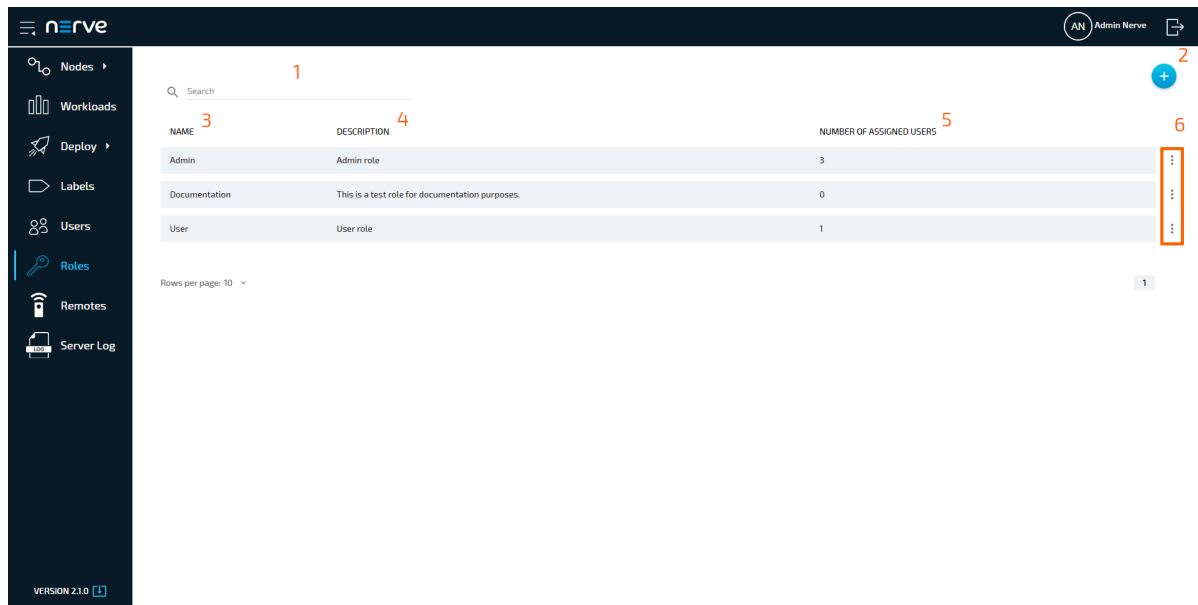 nerve
AN Admin Nerve
Nodes
Workloads
Deploy
Labels
Users
Roles
Remotes
LOG Server Log
VERSION 2.1.0
1
2
Search
+
3
4
5
6
NAME DESCRIPTION NUMBER OF ASSIGNED USERS
Admin Admin role 3
Documentation This is a test role for documentation purposes. 0
User User role 1
Rows per page: 10 1